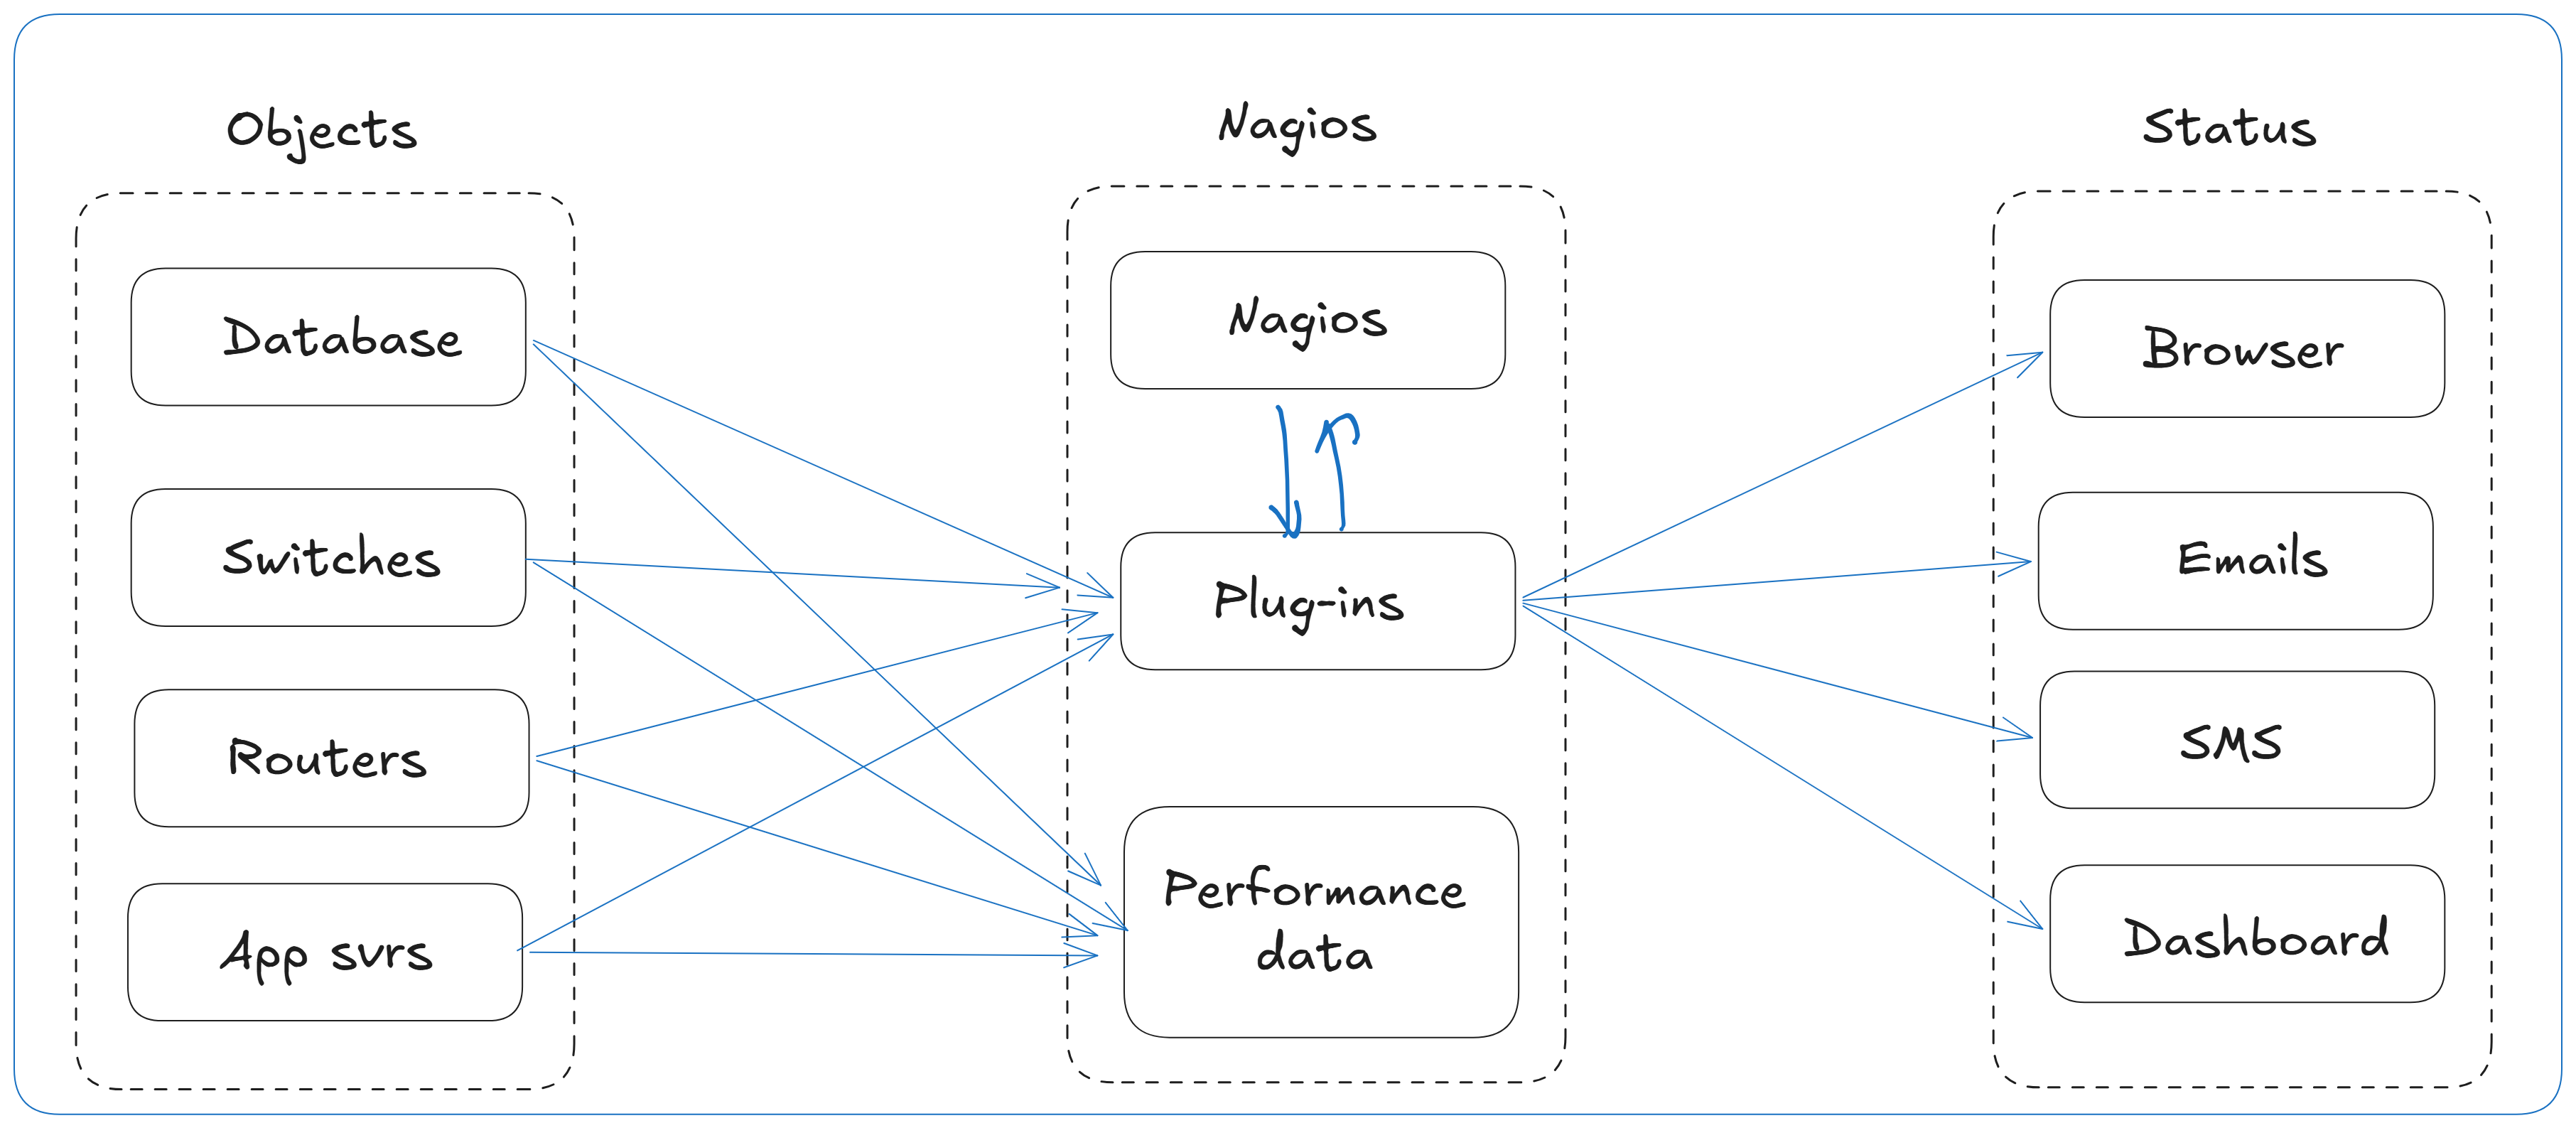 Objects
Database
Switches
Routers
App svrs
Nagios
Nagios
Plug-ins
Performance
data
Status
Browser
Emails
SMS
Dashboard